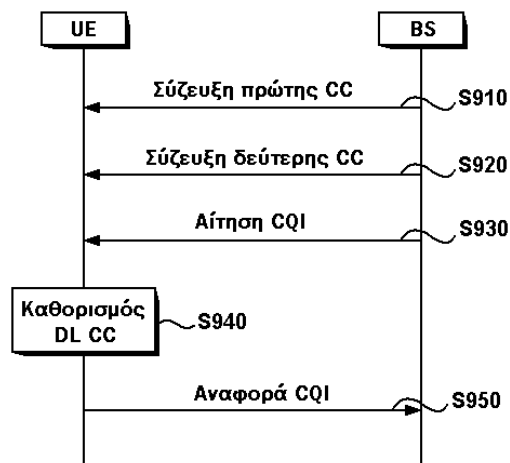 UE
BS
Σύζευξη πρώτης CC
S910
Σύζευξη δεύτερης CC
S920
Αίτηση CQI
S930
Καθορισμός
DL CC
S940
Αναφορά CQI
S950